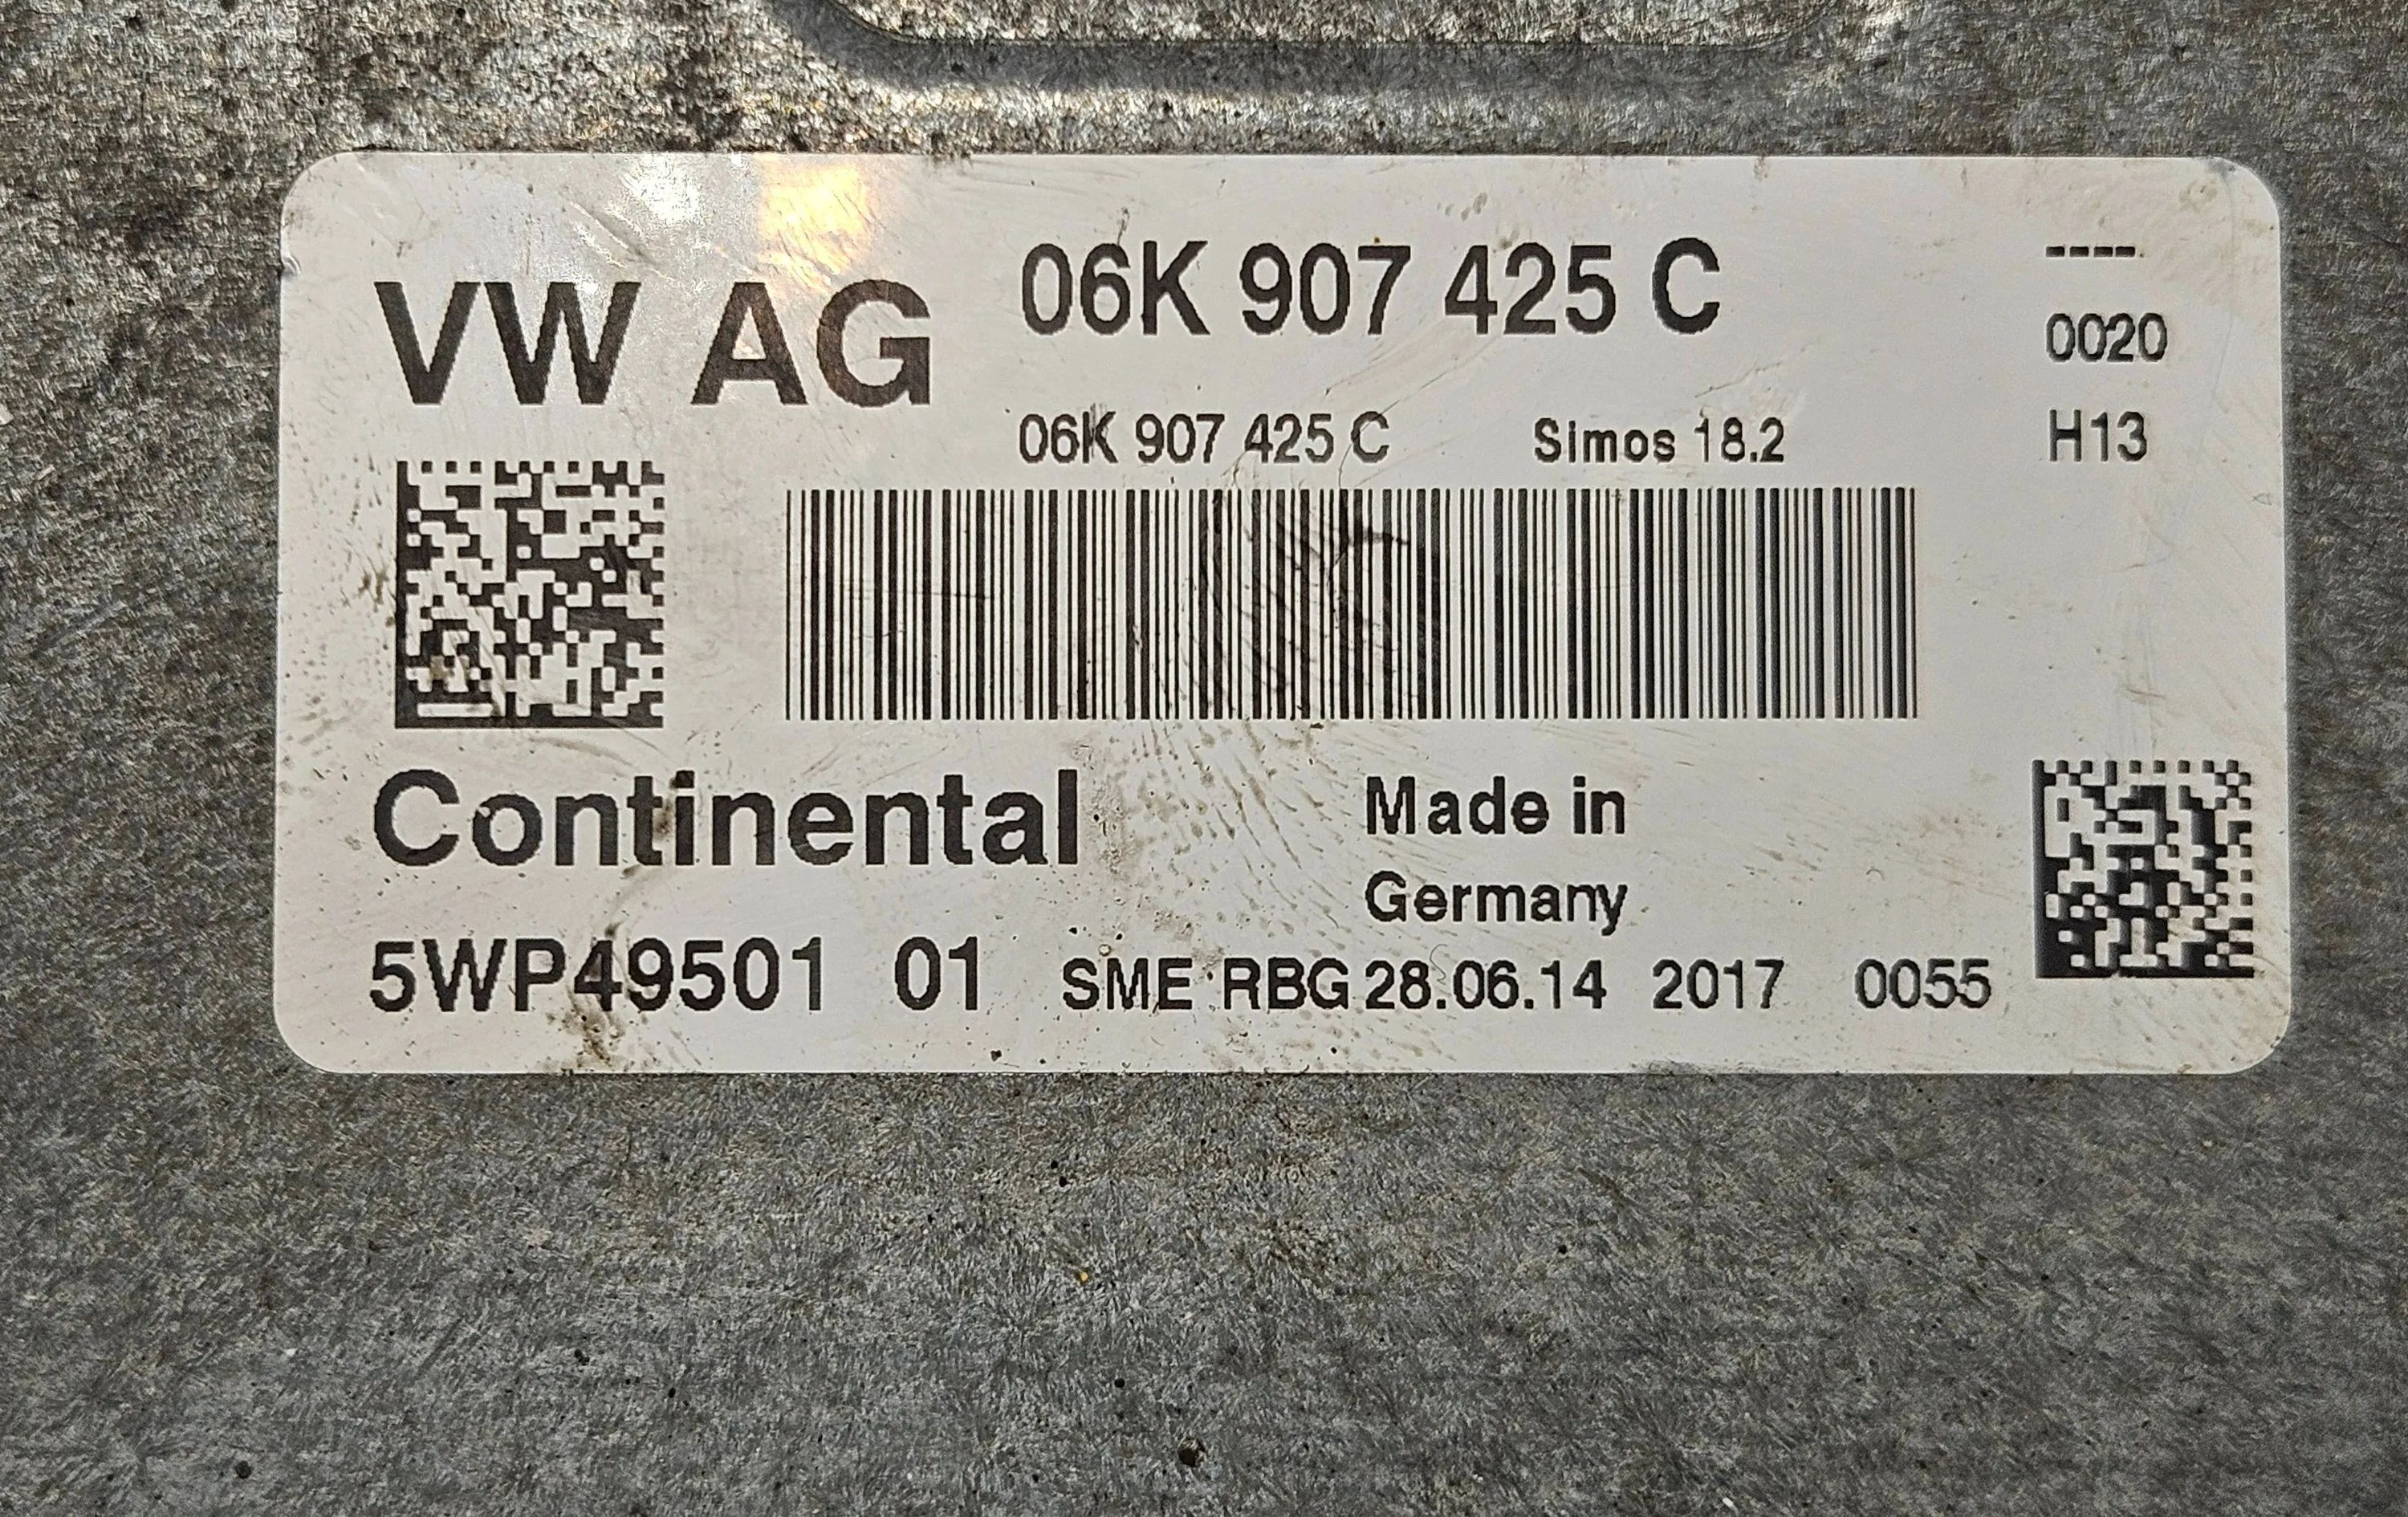 VW AG 06K 907 425 C ----
0020
06K 907 425 C Simos 18.2 H13
Continental Made in
Germany
5WP49501 01 SME RBG 28.06.14 2017 0055